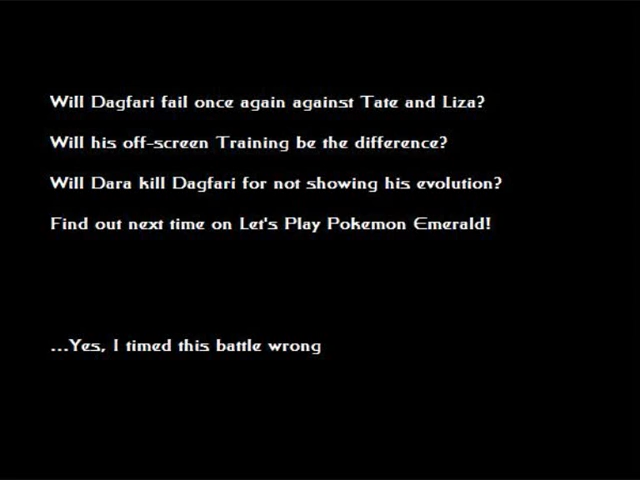 Will Dagfari fail once again against Tate and Liza?
Will his off-screen Training be the difference?
Will Dara kill Dagfari for not showing his evolution?
Find out next time on Let's Play Pokemon Emerald!
...Yes, I timed this battle wrong